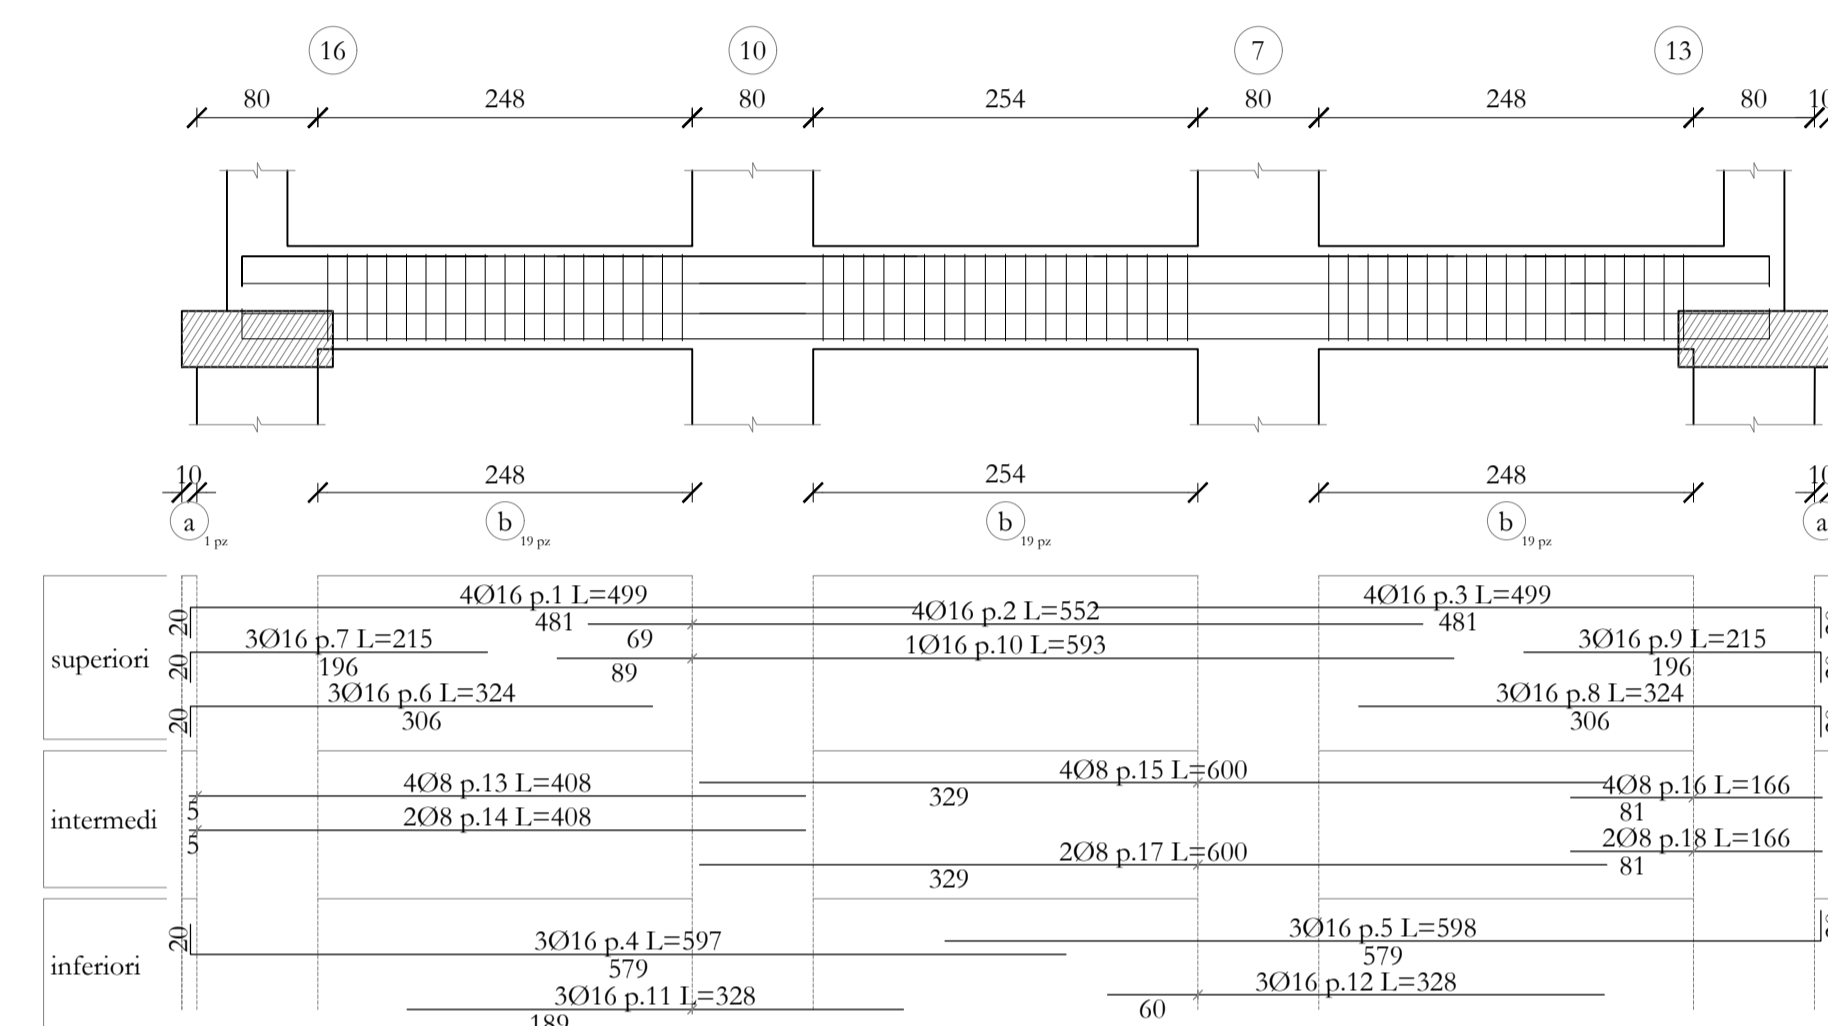 16 10 7 13
80 248 80 254 80 248 80
10 248 254 248
a 1 pz b 19 pz b 19 pz b 19 pz a
superiori
4Ø16 p.1 L=499 4Ø16 p.2 L=552 4Ø16 p.3 L=499
20 481 69 481
3Ø16 p.7 L=215 1Ø16 p.10 L=593 3Ø16 p.9 L=215
20 196 89 196
3Ø16 p.6 L=324 3Ø16 p.8 L=324
20 306 306
intermedi
4Ø8 p.13 L=408 4Ø8 p.15 L=600 4Ø8 p.16 L=166
5 329 81
2Ø8 p.14 L=408 2Ø8 p.17 L=600 2Ø8 p.18 L=166
5 329 81
inferiori
20 3Ø16 p.4 L=597 3Ø16 p.5 L=598
579 579
3Ø16 p.11 L=328 3Ø16 p.12 L=328
189 60